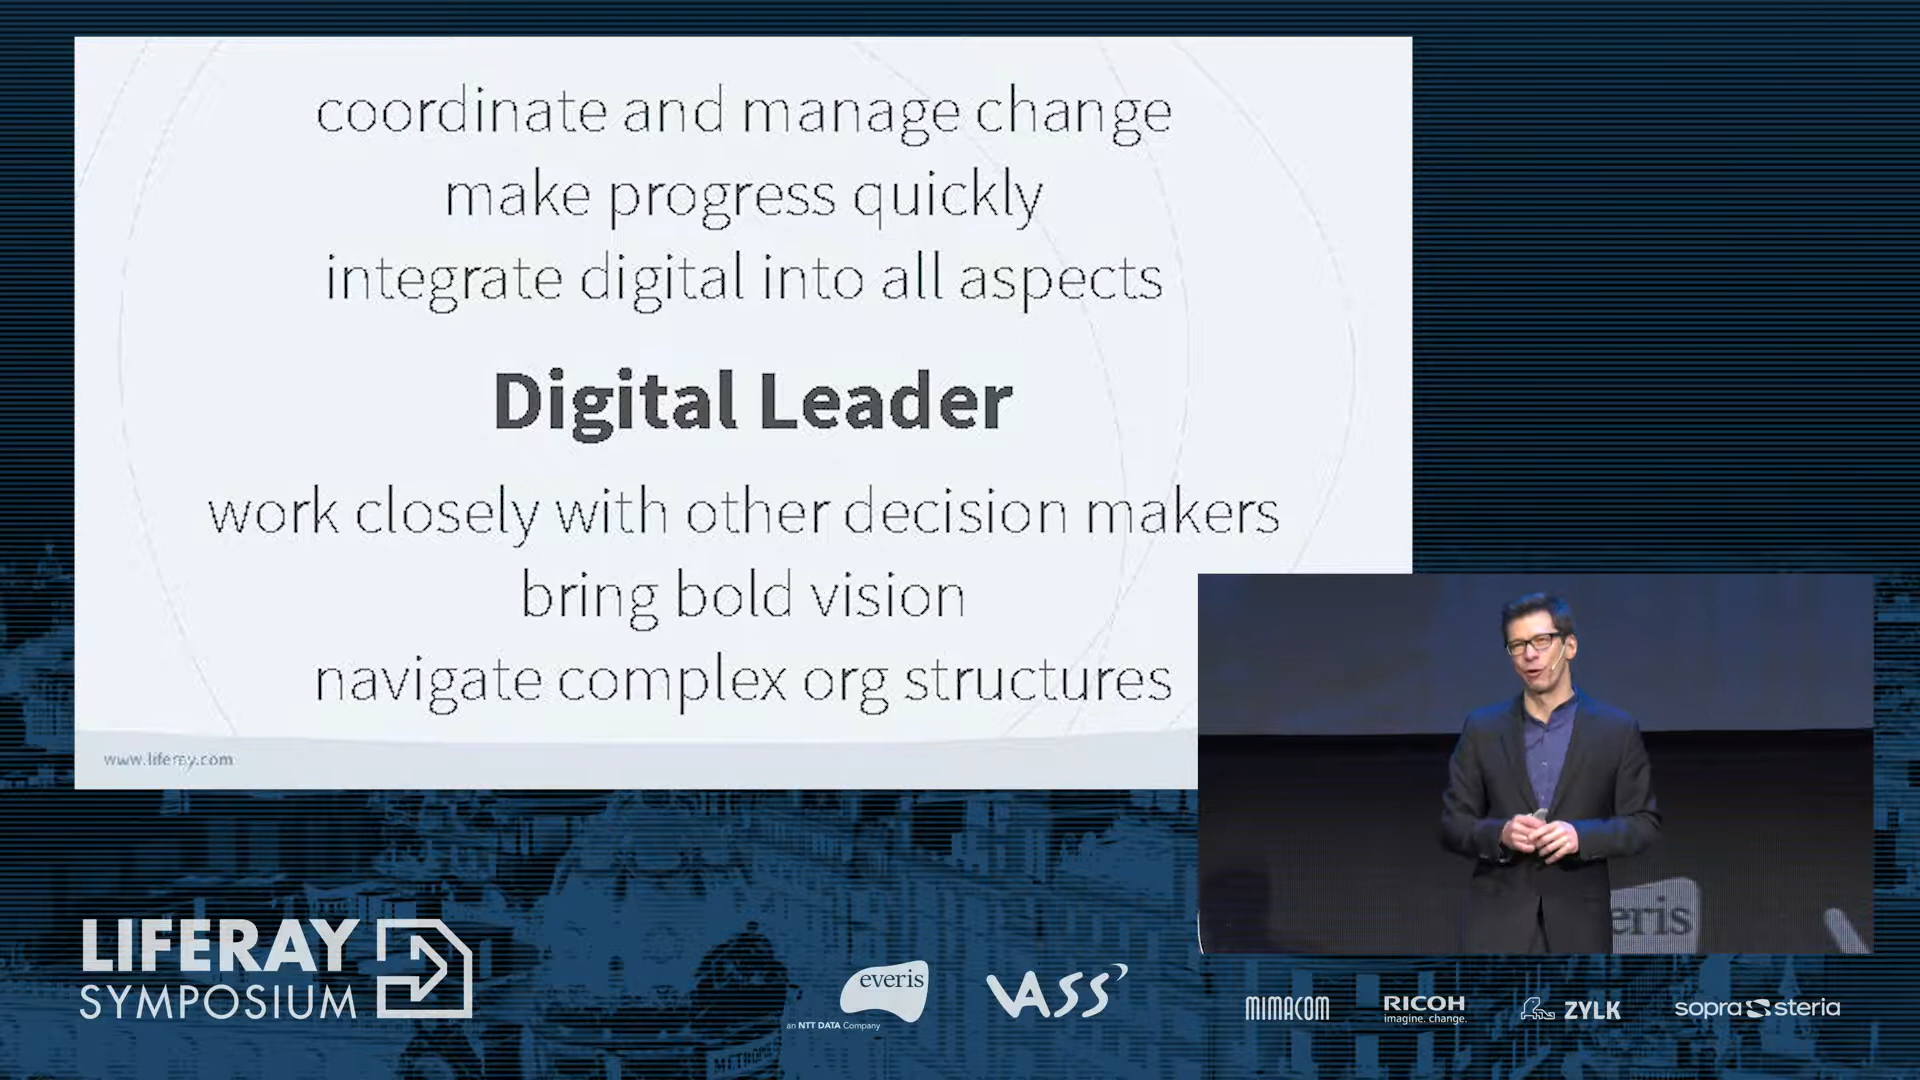 coordinate and manage change
make progress quickly
integrate digital into all aspects
Digital Leader
work closely with other decision makers
bring bold vision
navigate complex org structures
www.liferay.com
eris
LIFERAY
SYMPOSIUM
everis
an NTT DATA Company
VASS
MIMACOM
RICOH
imagine. change.
ZYLK
sopra steria
METROPO